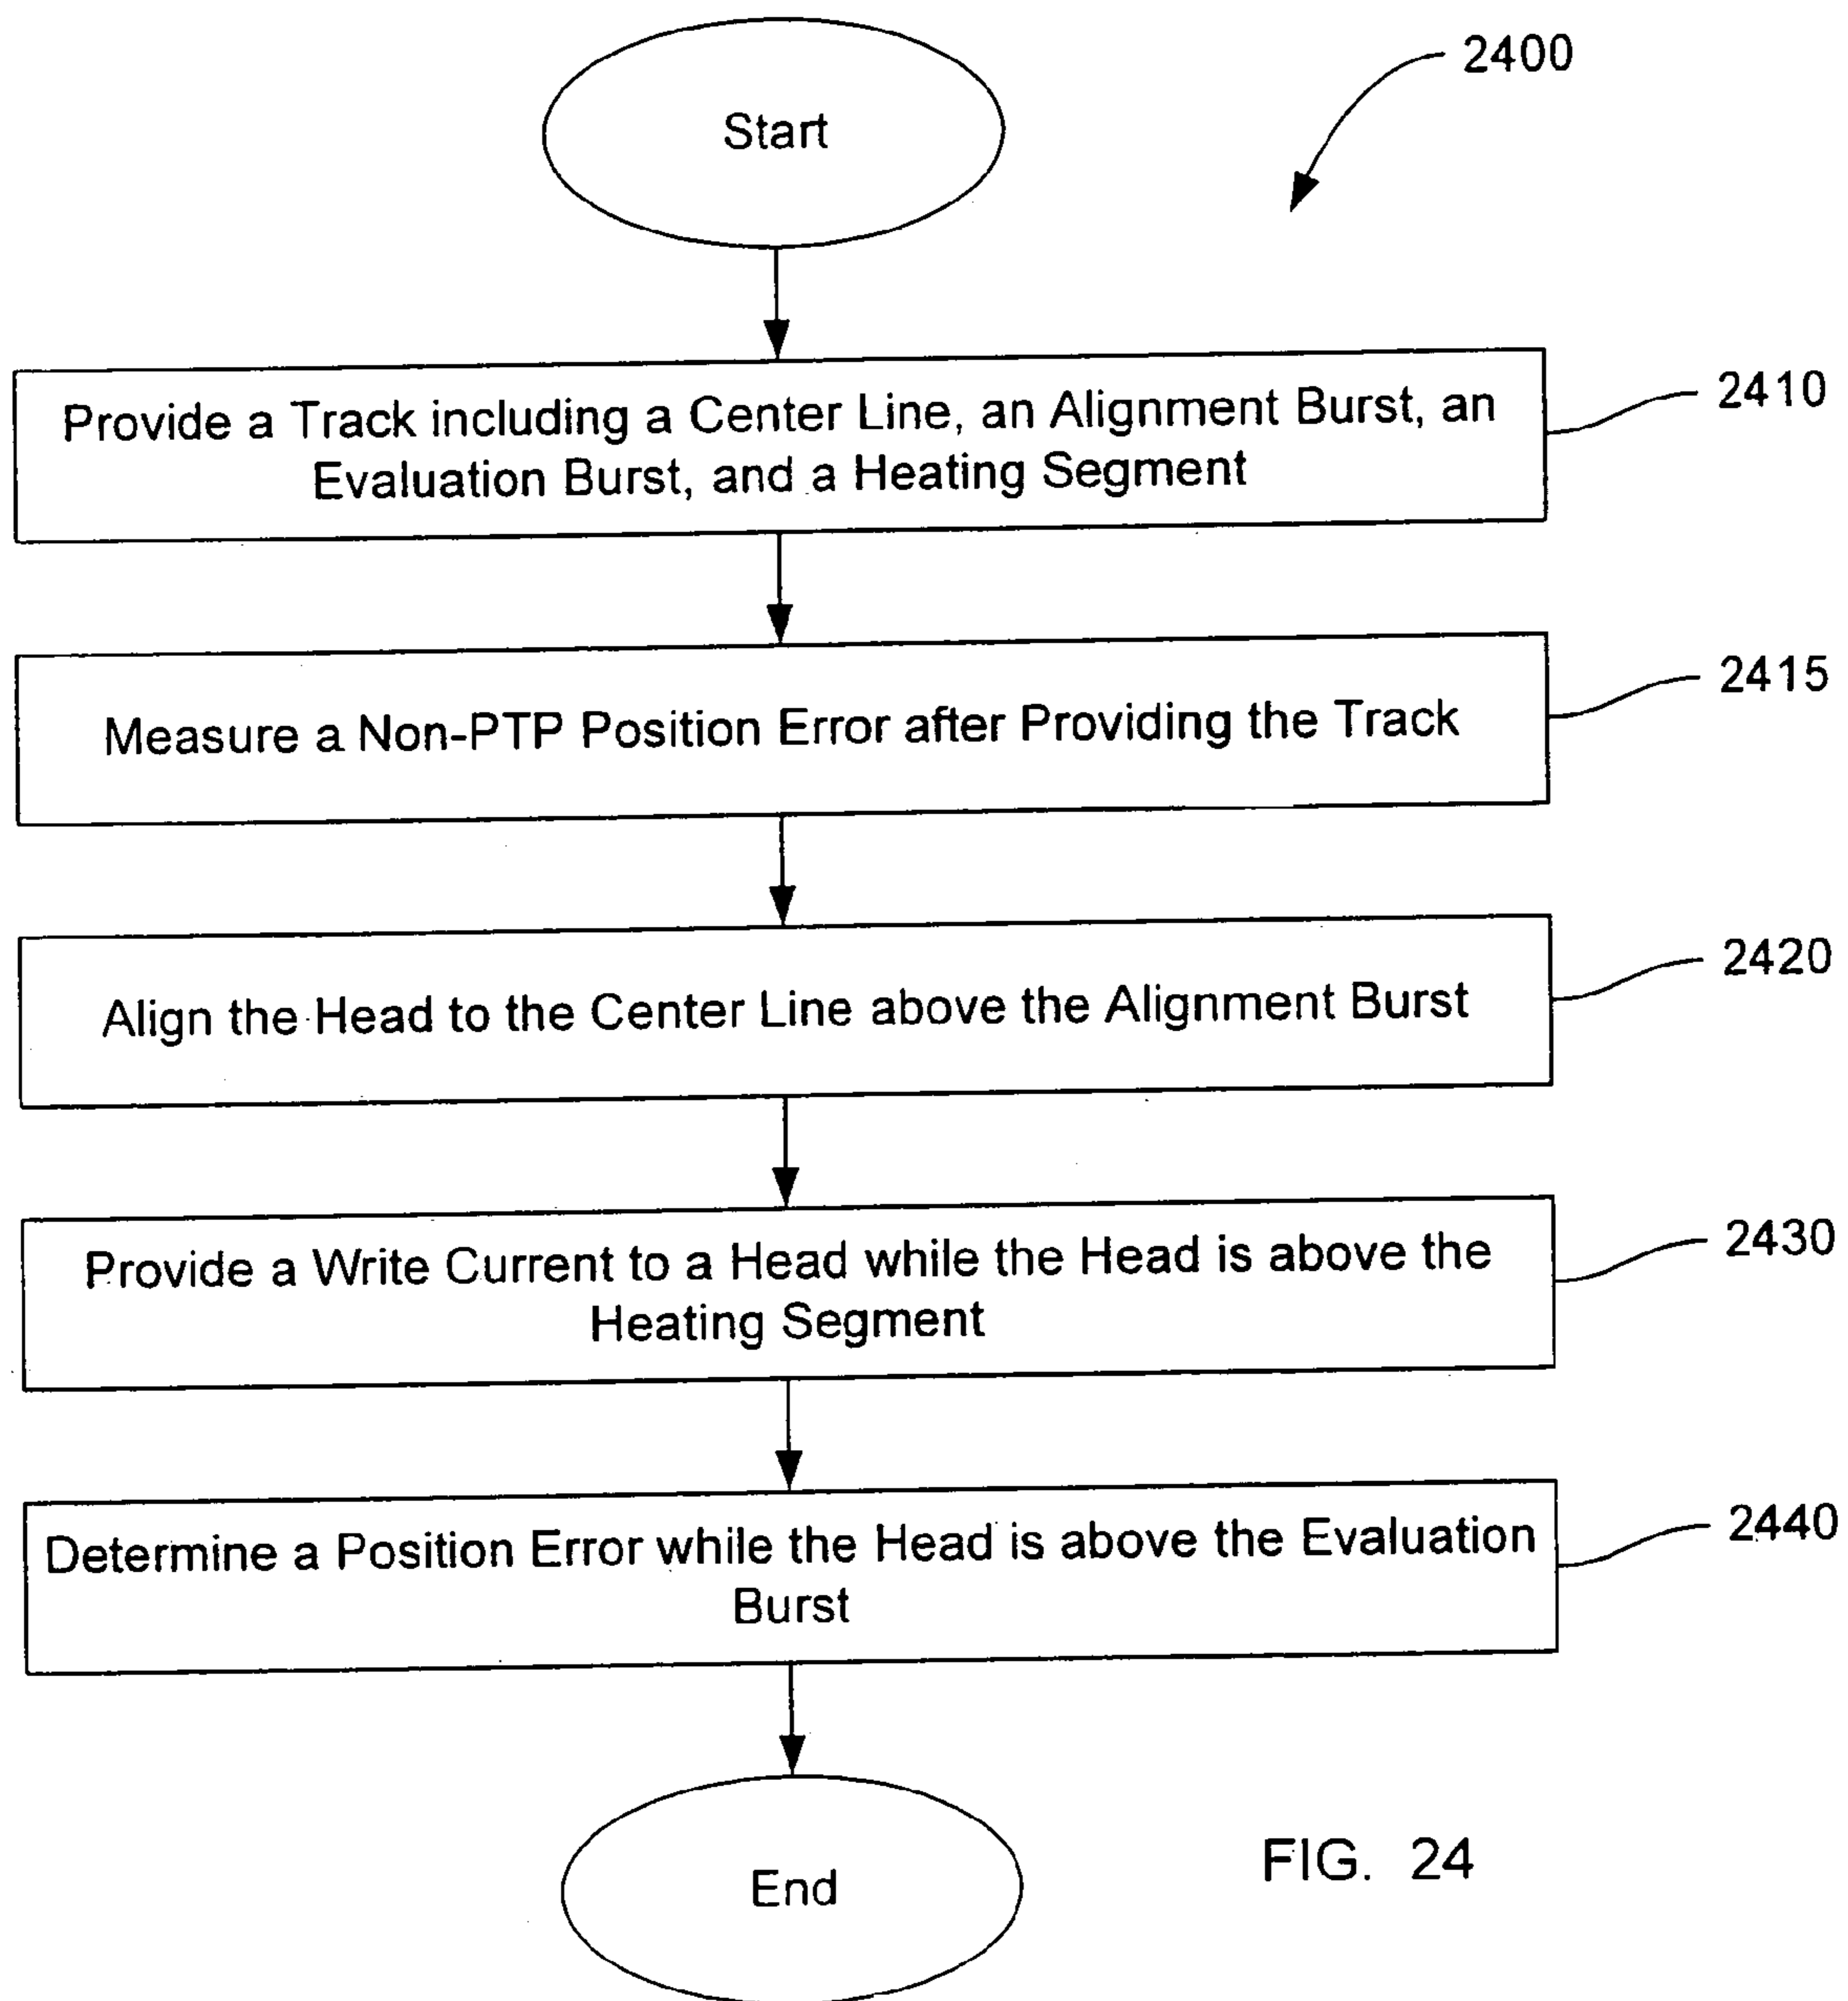 2400
Start
2410
Provide a Track including a Center Line, an Alignment Burst, an
Evaluation Burst, and a Heating Segment
2415
Measure a Non-PTP Position Error after Providing the Track
2420
Align the Head to the Center Line above the Alignment Burst
2430
Provide a Write Current to a Head while the Head is above the
Heating Segment
2440
Determine a Position Error while the Head is above the Evaluation
Burst
End
FIG. 24